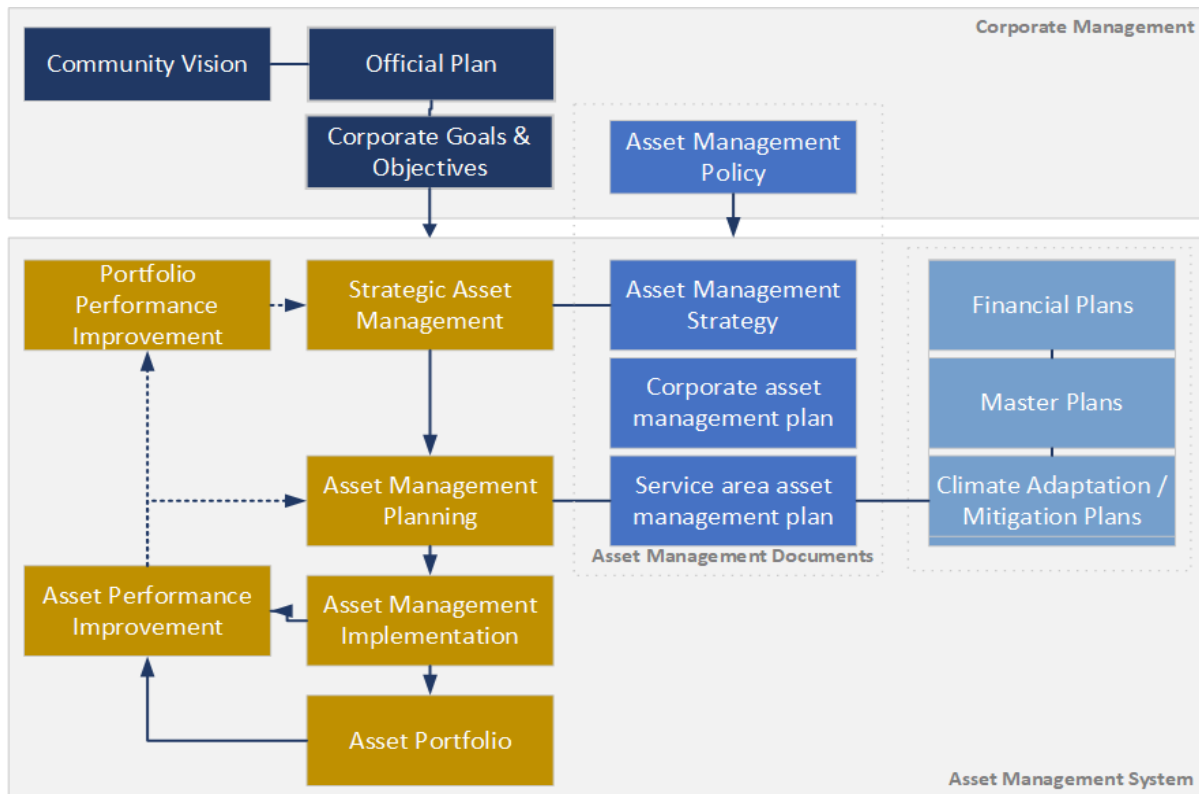 Corporate Management
Community Vision
Official Plan
Corporate Goals &
Objectives
Asset Management
Policy
Portfolio
Performance
Improvement
Strategic Asset
Management
Asset Management
Strategy
Financial Plans
Corporate asset
management plan
Master Plans
Asset Management
Planning
Service area asset
management plan
Climate Adaptation /
Mitigation Plans
Asset Management Documents
Asset Performance
Improvement
Asset Management
Implementation
Asset Portfolio
Asset Management System